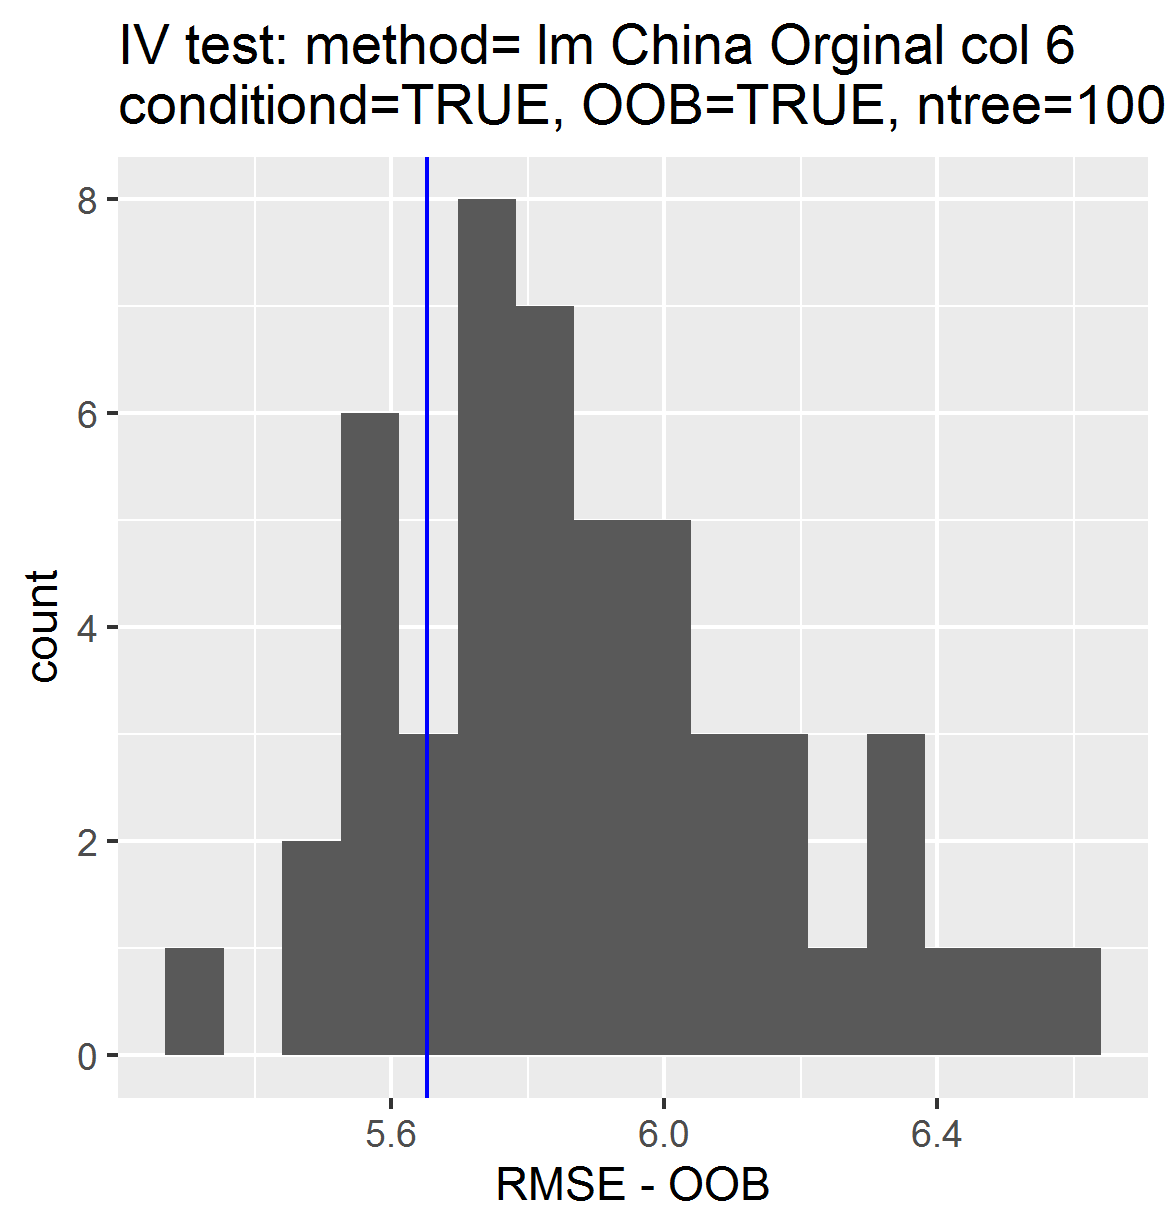 IV test: method= lm China Orginal col 6
conditiond=TRUE, OOB=TRUE, ntree=100
8
6
4
2
0
count
5.6 6.0 6.4
RMSE - OOB